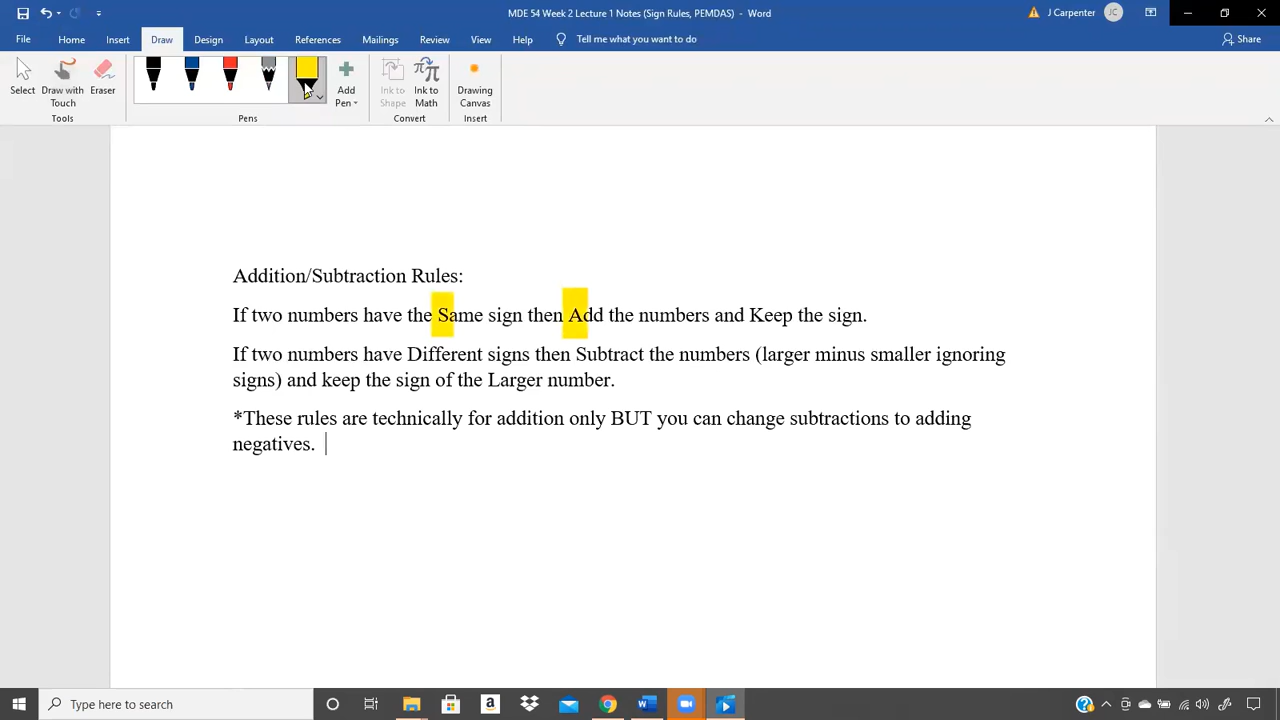 MDE 54 Week 2 Lecture 1 Notes (Sign Rules, PEMDAS) - Word
J Carpenter
JC
File Home Insert Draw Design Layout References Mailings Review View Help Tell me what you want to do
Share
Select
Draw with Touch
Eraser
Add Pen
Ink to Shape
Ink to Math
Drawing Canvas
Tools Pens Convert Insert
Addition/Subtraction Rules:
If two numbers have the Same sign then Add the numbers and Keep the sign.
If two numbers have Different signs then Subtract the numbers (larger minus smaller ignoring
signs) and keep the sign of the Larger number.
*These rules are technically for addition only BUT you can change subtractions to adding
negatives.
Type here to search